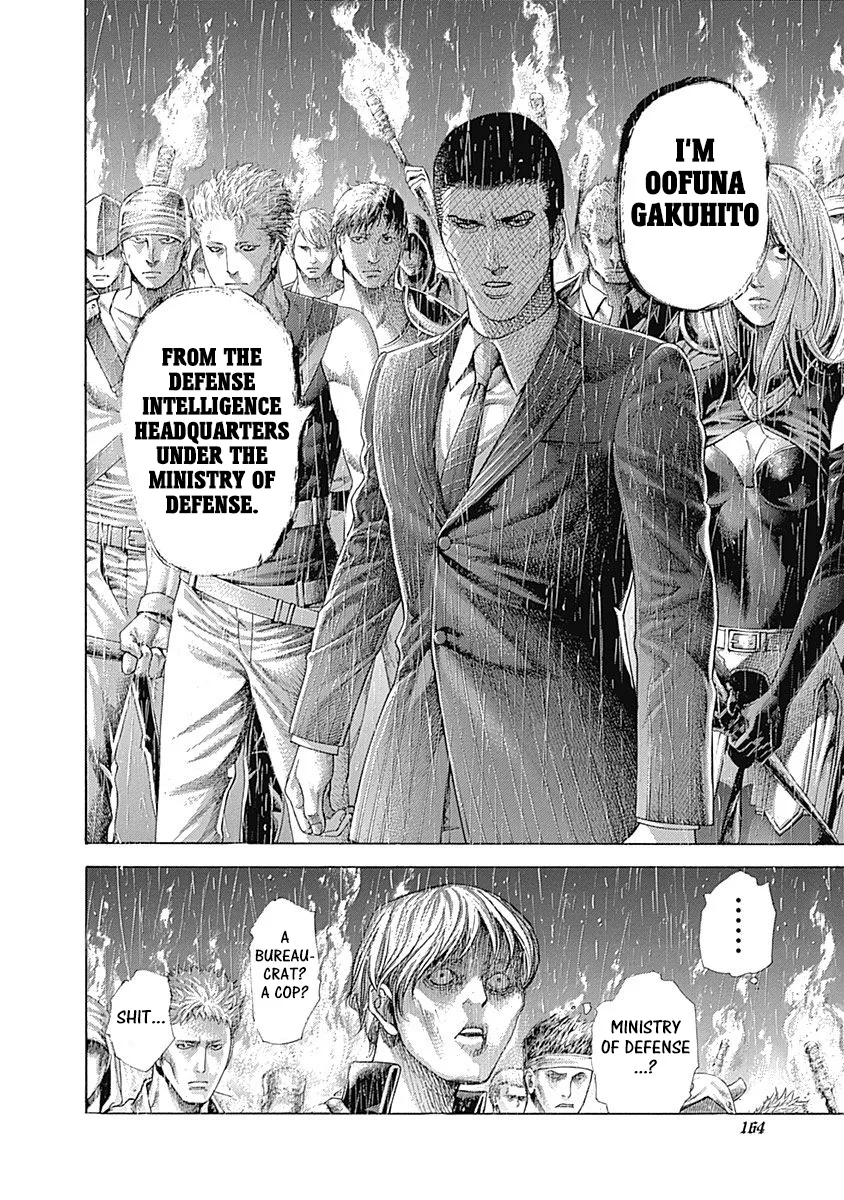 I'M
OOFUNA
GAKUHITO
FROM THE
DEFENSE
INTELLIGENCE
HEADQUARTERS
UNDER THE
MINISTRY OF
DEFENSE.
......
MINISTRY
OF DEFENSE
...?
A
BUREAU-
CRAT?
A COP?
SHIT...
164